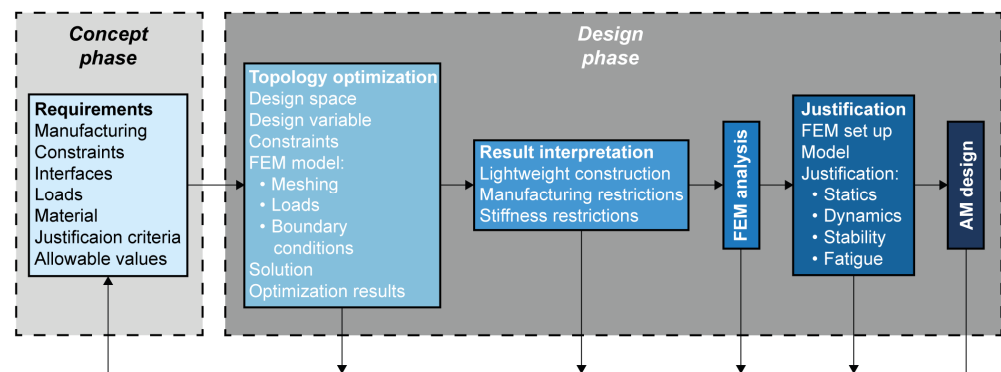 Concept
phase
Requirements
Manufacturing
Constraints
Interfaces
Loads
Material
Justificaion criteria
Allowable values
Design
phase
Topology optimization
Design space
Design variable
Constraints
FEM model:
• Meshing
• Loads
• Boundary
conditions
Solution
Optimization results
Result interpretation
Lightweight construction
Manufacturing restrictions
Stiffness restrictions
FEM analysis
Justification
FEM set up
Model
Justification:
• Statics
• Dynamics
• Stability
• Fatigue
AM design